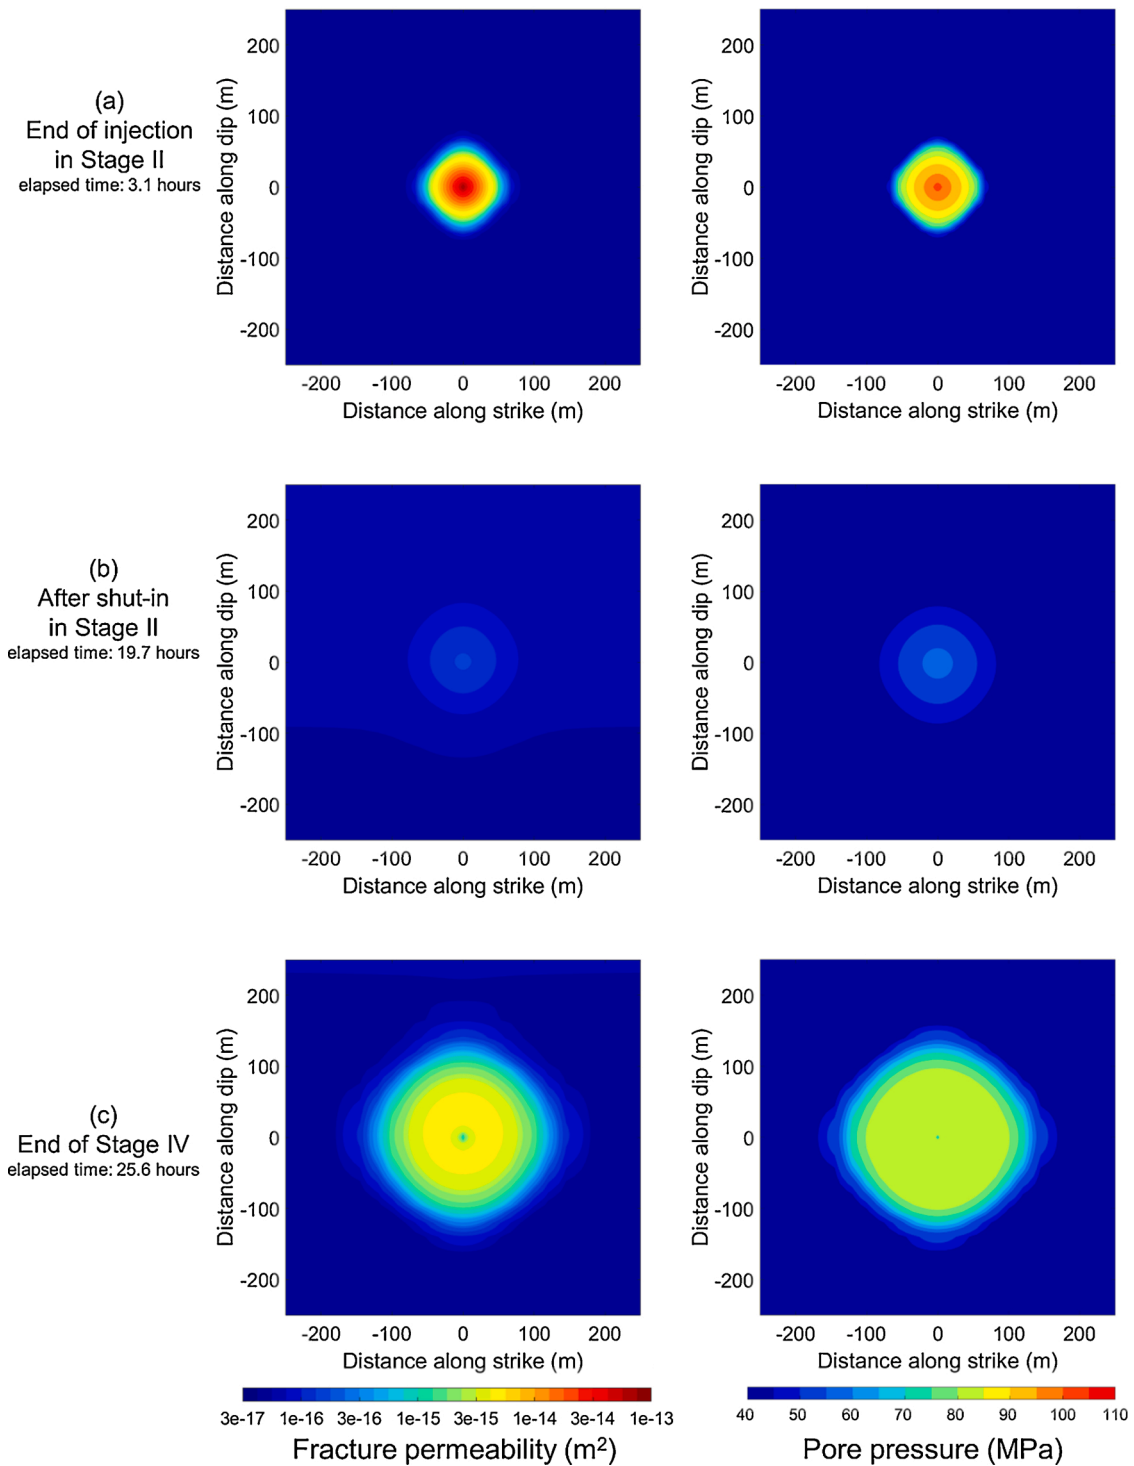 (a)
End of injection
in Stage II
elapsed time: 3.1 hours
Distance along dip (m)
200
100
0
-100
-200
-200 -100 0 100 200
Distance along strike (m)
Distance along dip (m)
200
100
0
-100
-200
-200 -100 0 100 200
Distance along strike (m)
(b)
After shut-in
in Stage II
elapsed time: 19.7 hours
Distance along dip (m)
200
100
0
-100
-200
-200 -100 0 100 200
Distance along strike (m)
Distance along dip (m)
200
100
0
-100
-200
-200 -100 0 100 200
Distance along strike (m)
(c)
End of Stage IV
elapsed time: 25.6 hours
Distance along dip (m)
200
100
0
-100
-200
-200 -100 0 100 200
Distance along strike (m)
Distance along dip (m)
200
100
0
-100
-200
-200 -100 0 100 200
Distance along strike (m)
3e-17 1e-16 3e-16 1e-15 3e-15 1e-14 3e-14 1e-13
Fracture permeability (m²)
40 50 60 70 80 90 100 110
Pore pressure (MPa)